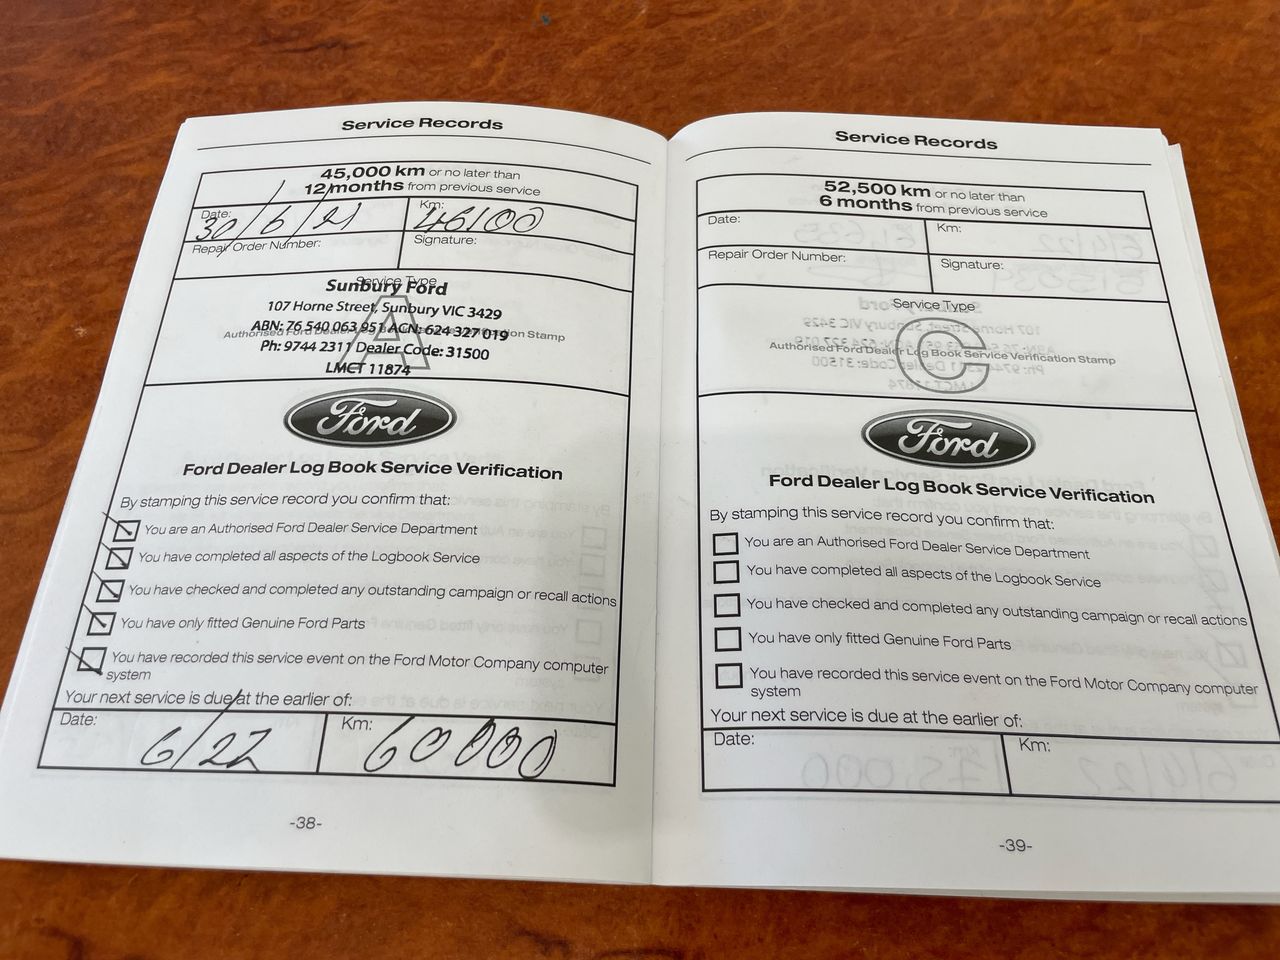 Service Records
45,000 km or no later than
12 months from previous service
Date: 30/6/21 Km: 46100
Repair Order Number: Signature:
Service Type
A
Sunbury Ford
107 Horne Street, Sunbury VIC 3429
ABN: 76 540 063 951 ACN: 624 327 019
Authorised Ford Dealer Log Book Service Verification Stamp
Ph: 9744 2311 Dealer Code: 31500
LMCT 11874
Ford
Ford Dealer Log Book Service Verification
By stamping this service record you confirm that:
You are an Authorised Ford Dealer Service Department
You have completed all aspects of the Logbook Service
You have checked and completed any outstanding campaign or recall actions
You have only fitted Genuine Ford Parts
You have recorded this service event on the Ford Motor Company computer
system
Your next service is due at the earlier of:
Date: 6/22 Km: 60000
-38-
Service Records
52,500 km or no later than
6 months from previous service
Date: Km:
Repair Order Number: Signature:
Service Type
C
Authorised Ford Dealer Log Book Service Verification Stamp
Ford
Ford Dealer Log Book Service Verification
By stamping this service record you confirm that:
You are an Authorised Ford Dealer Service Department
You have completed all aspects of the Logbook Service
You have checked and completed any outstanding campaign or recall actions
You have only fitted Genuine Ford Parts
You have recorded this service event on the Ford Motor Company computer
system
Your next service is due at the earlier of:
Date: Km:
-39-